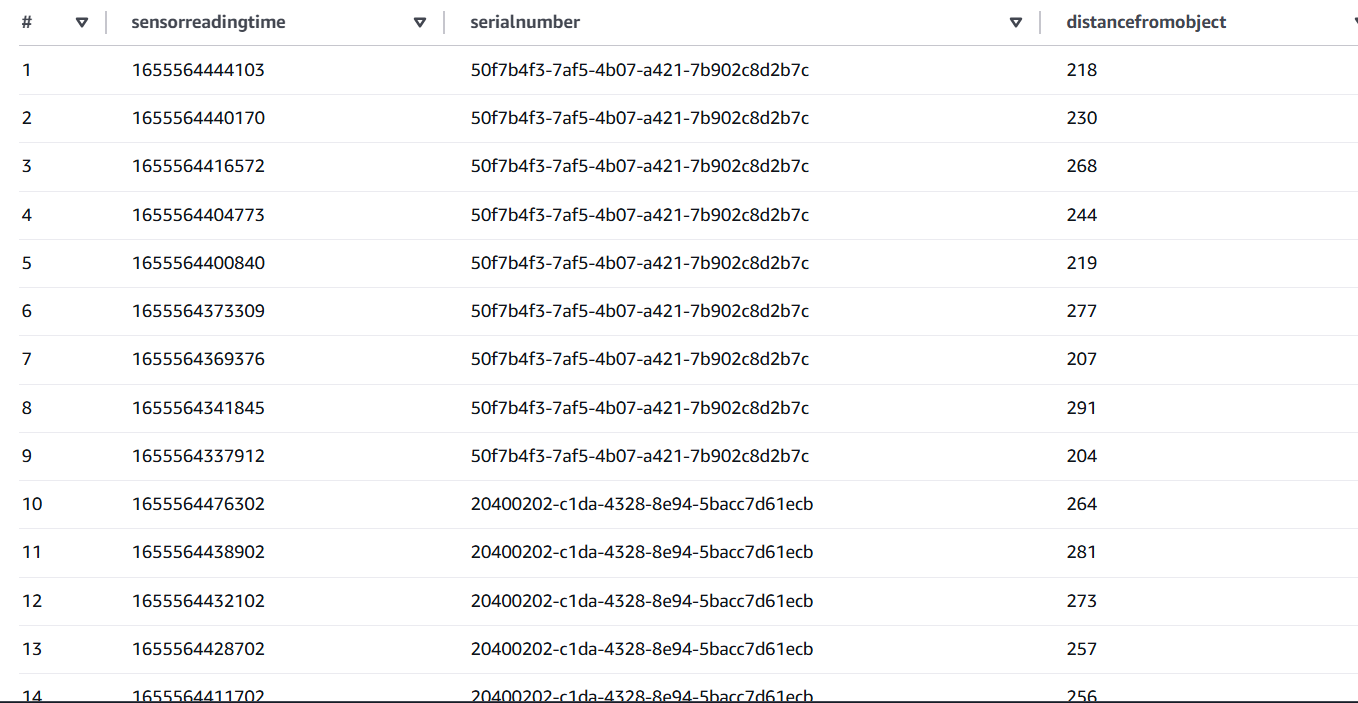 # sensorreadingtime serialnumber distancefromobject
1 1655564444103 50f7b4f3-7af5-4b07-a421-7b902c8d2b7c 218
2 1655564440170 50f7b4f3-7af5-4b07-a421-7b902c8d2b7c 230
3 1655564416572 50f7b4f3-7af5-4b07-a421-7b902c8d2b7c 268
4 1655564404773 50f7b4f3-7af5-4b07-a421-7b902c8d2b7c 244
5 1655564400840 50f7b4f3-7af5-4b07-a421-7b902c8d2b7c 219
6 1655564373309 50f7b4f3-7af5-4b07-a421-7b902c8d2b7c 277
7 1655564369376 50f7b4f3-7af5-4b07-a421-7b902c8d2b7c 207
8 1655564341845 50f7b4f3-7af5-4b07-a421-7b902c8d2b7c 291
9 1655564337912 50f7b4f3-7af5-4b07-a421-7b902c8d2b7c 204
10 1655564476302 20400202-c1da-4328-8e94-5bacc7d61ecb 264
11 1655564438902 20400202-c1da-4328-8e94-5bacc7d61ecb 281
12 1655564432102 20400202-c1da-4328-8e94-5bacc7d61ecb 273
13 1655564428702 20400202-c1da-4328-8e94-5bacc7d61ecb 257
14 1655564411702 20400202-c1da-4328-8e94-5bacc7d61ecb 256